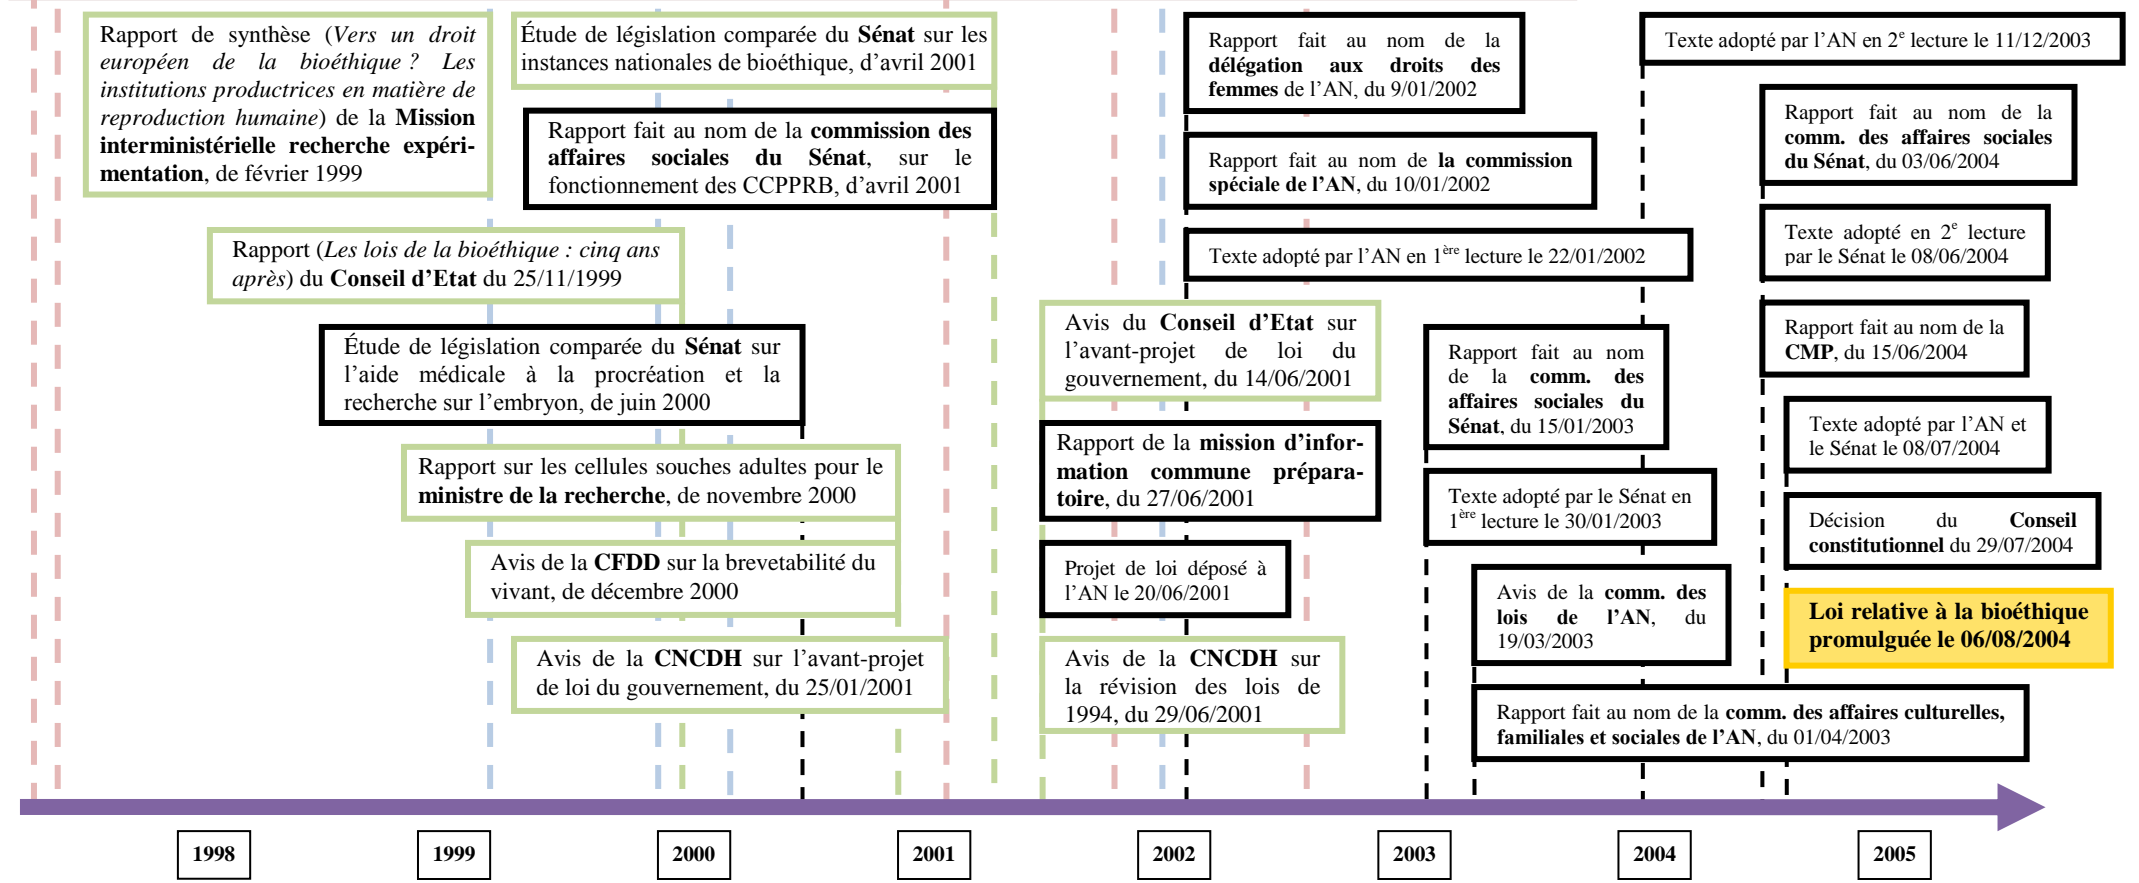 Rapport de synthèse (Vers un droit
européen de la bioéthique ? Les
institutions productrices en matière de
reproduction humaine) de la Mission
interministérielle recherche expéri-
mentation, de février 1999
Étude de législation comparée du Sénat sur les
instances nationales de bioéthique, d'avril 2001
Rapport fait au nom de la commission des
affaires sociales du Sénat, sur le
fonctionnement des CCPPRB, d'avril 2001
Rapport (Les lois de la bioéthique : cinq ans
après) du Conseil d'Etat du 25/11/1999
Étude de législation comparée du Sénat sur
l'aide médicale à la procréation et la
recherche sur l'embryon, de juin 2000
Rapport sur les cellules souches adultes pour le
ministre de la recherche, de novembre 2000
Avis de la CFDD sur la brevetabilité du
vivant, de décembre 2000
Avis de la CNCDH sur l'avant-projet
de loi du gouvernement, du 25/01/2001
Rapport fait au nom de la
délégation aux droits des
femmes de l'AN, du 9/01/2002
Rapport fait au nom de la commission
spéciale de l'AN, du 10/01/2002
Texte adopté par l'AN en 1ère lecture le 22/01/2002
Avis du Conseil d'Etat sur
l'avant-projet de loi du
gouvernement, du 14/06/2001
Rapport de la mission d'infor-
mation commune prépara-
toire, du 27/06/2001
Projet de loi déposé à
l'AN le 20/06/2001
Avis de la CNCDH sur
la révision des lois de
1994, du 29/06/2001
Rapport fait au nom
de la comm. des
affaires sociales du
Sénat, du 15/01/2003
Texte adopté par le Sénat en
1ère lecture le 30/01/2003
Avis de la comm. des
lois de l'AN, du
19/03/2003
Rapport fait au nom de la comm. des affaires culturelles,
familiales et sociales de l'AN, du 01/04/2003
Texte adopté par l'AN en 2e lecture le 11/12/2003
Rapport fait au nom de la
comm. des affaires sociales
du Sénat, du 03/06/2004
Texte adopté en 2e lecture
par le Sénat le 08/06/2004
Rapport fait au nom de la
CMP, du 15/06/2004
Texte adopté par l'AN et
le Sénat le 08/07/2004
Décision du Conseil
constitutionnel du 29/07/2004
Loi relative à la bioéthique
promulguée le 06/08/2004
1998
1999
2000
2001
2002
2003
2004
2005